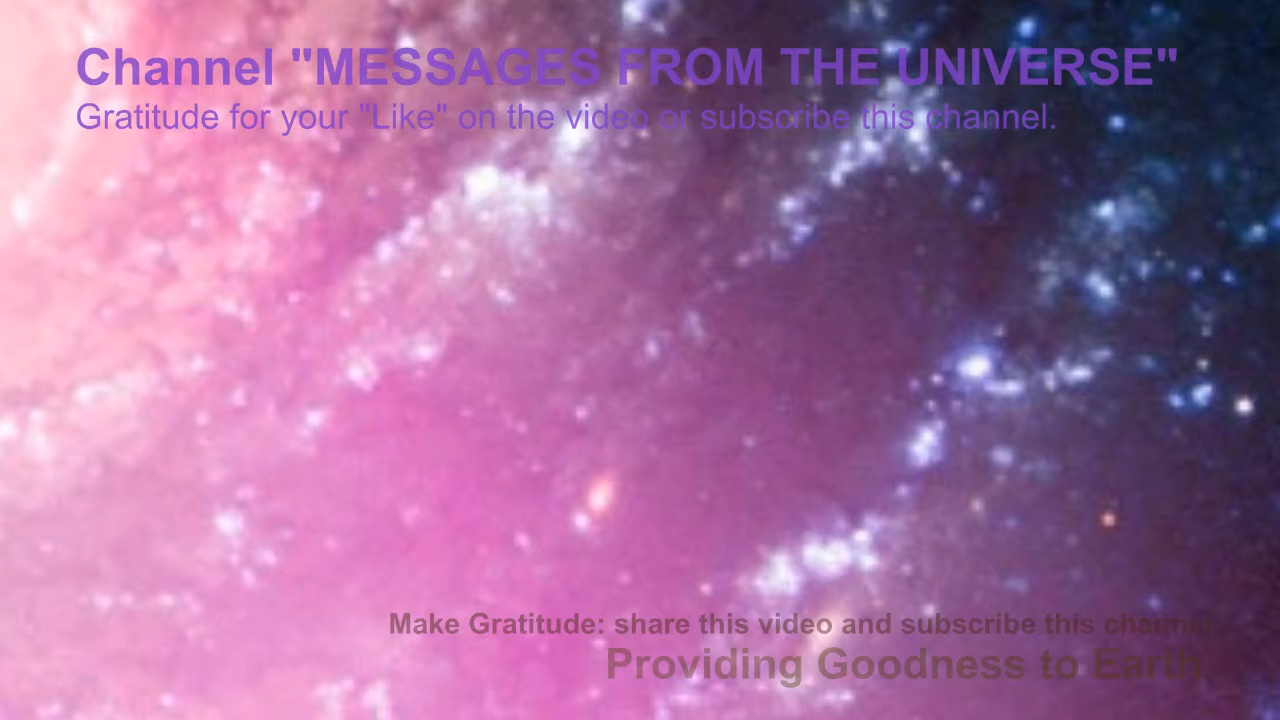 Channel "MESSAGES FROM THE UNIVERSE"
Gratitude for your "Like" on the video or subscribe this channel.
Make Gratitude: share this video and subscribe this channel.
Providing Goodness to Earth